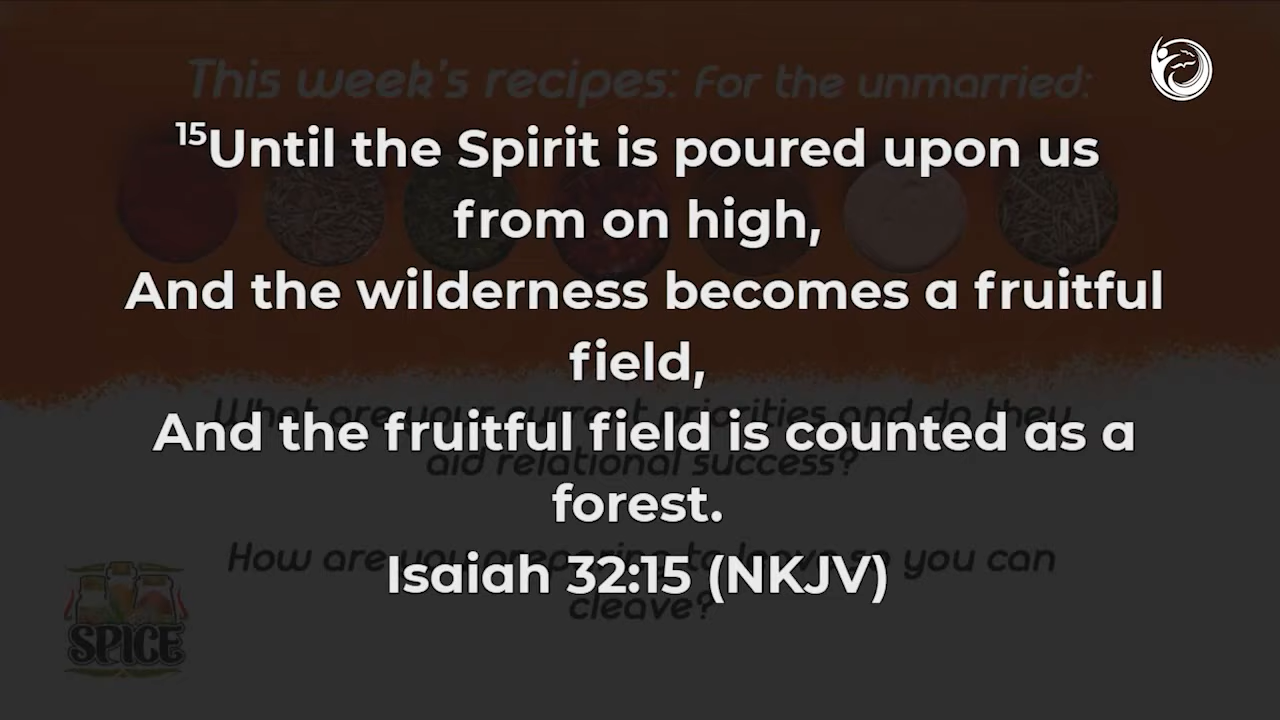 This week's recipes: For the unmarried:
15Until the Spirit is poured upon us
from on high,
And the wilderness becomes a fruitful
field,
What are your current priorities and do they
And the fruitful field is counted as a
aid relational success?
forest.
How are you preparing to leave so you can
Isaiah 32:15 (NKJV)
cleave?
SPICE